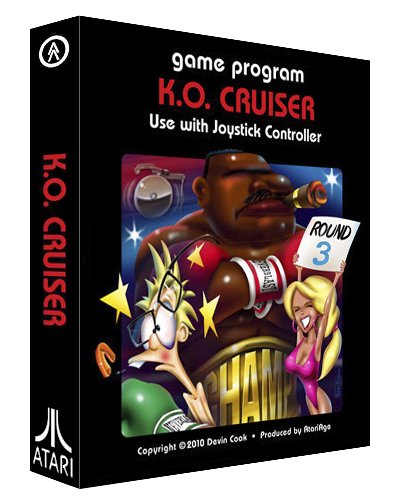 game program
K.O. CRUISER
Use with Joystick Controller
ROUND
3
EVERLAST
CHAMP
Copyright ©2010 Devin Cook • Produced by AtariAge
K.O. CRUISER
ATARI